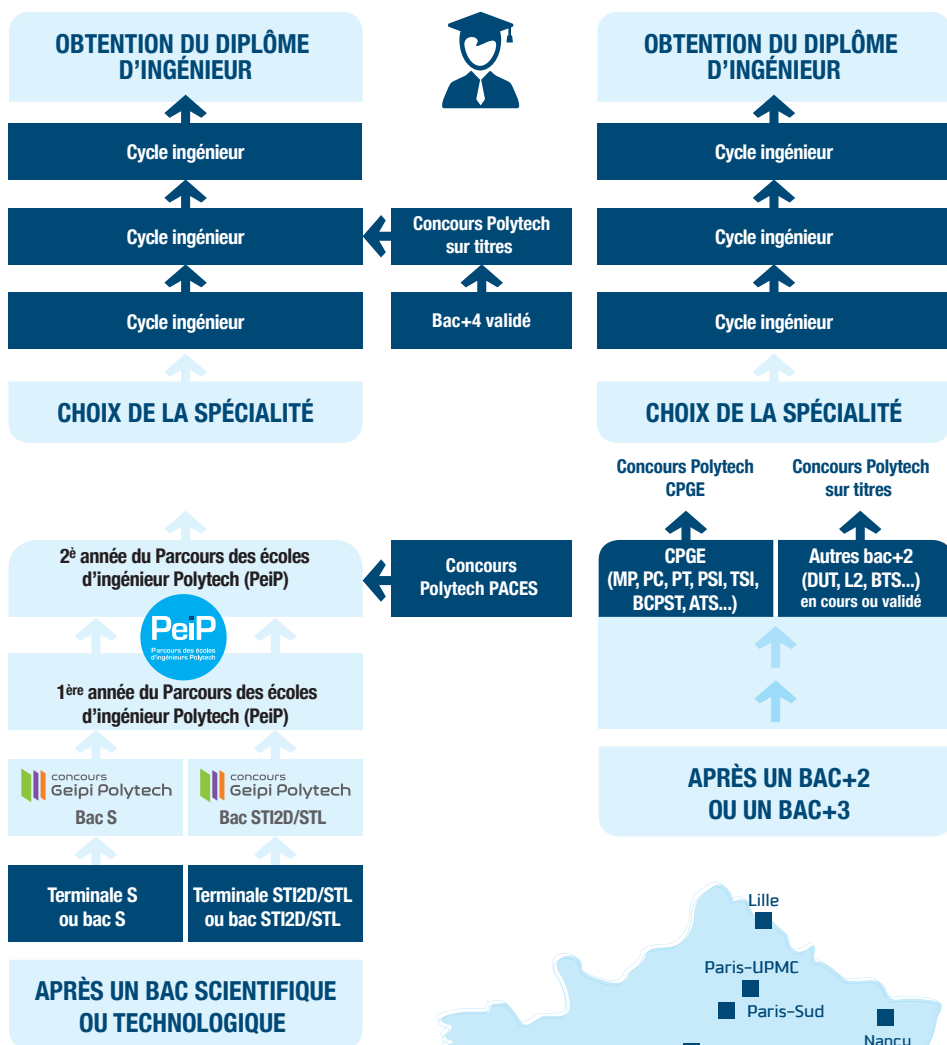 OBTENTION DU DIPLÔME
D'INGÉNIEUR
Cycle ingénieur
Cycle ingénieur
Cycle ingénieur
Concours Polytech
sur titres
Bac+4 validé
CHOIX DE LA SPÉCIALITÉ
2è année du Parcours des écoles
d'ingénieur Polytech (PeiP)
Concours
Polytech PACES
PeiP
Parcours des écoles
d'ingénieurs Polytech
1ère année du Parcours des écoles
d'ingénieur Polytech (PeiP)
concours
Geipi Polytech
Bac S
concours
Geipi Polytech
Bac STI2D/STL
Terminale S
ou bac S
Terminale STI2D/STL
ou bac STI2D/STL
APRÈS UN BAC SCIENTIFIQUE
OU TECHNOLOGIQUE
OBTENTION DU DIPLÔME
D'INGÉNIEUR
Cycle ingénieur
Cycle ingénieur
Cycle ingénieur
CHOIX DE LA SPÉCIALITÉ
Concours Polytech
CPGE
Concours Polytech
sur titres
CPGE
(MP, PC, PT, PSI, TSI,
BCPST, ATS...)
Autres bac+2
(DUT, L2, BTS...)
en cours ou validé
APRÈS UN BAC+2
OU UN BAC+3
Lille
Paris-UPMC
Paris-Sud
Nancy